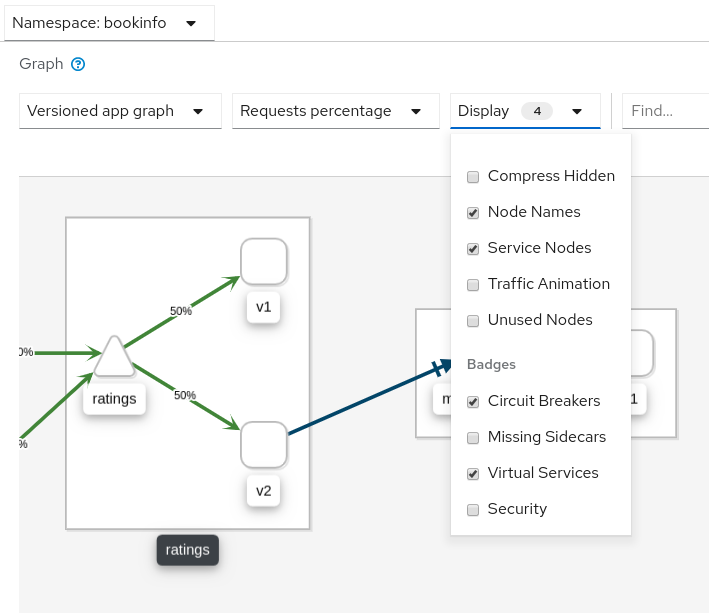 Namespace: bookinfo
Graph
Versioned app graph
Requests percentage
Display 4
Find...
Compress Hidden
Node Names
Service Nodes
Traffic Animation
Unused Nodes
Badges
Circuit Breakers
Missing Sidecars
Virtual Services
Security
50%
v1
0%
ratings
50%
%
v2
ratings
m
1